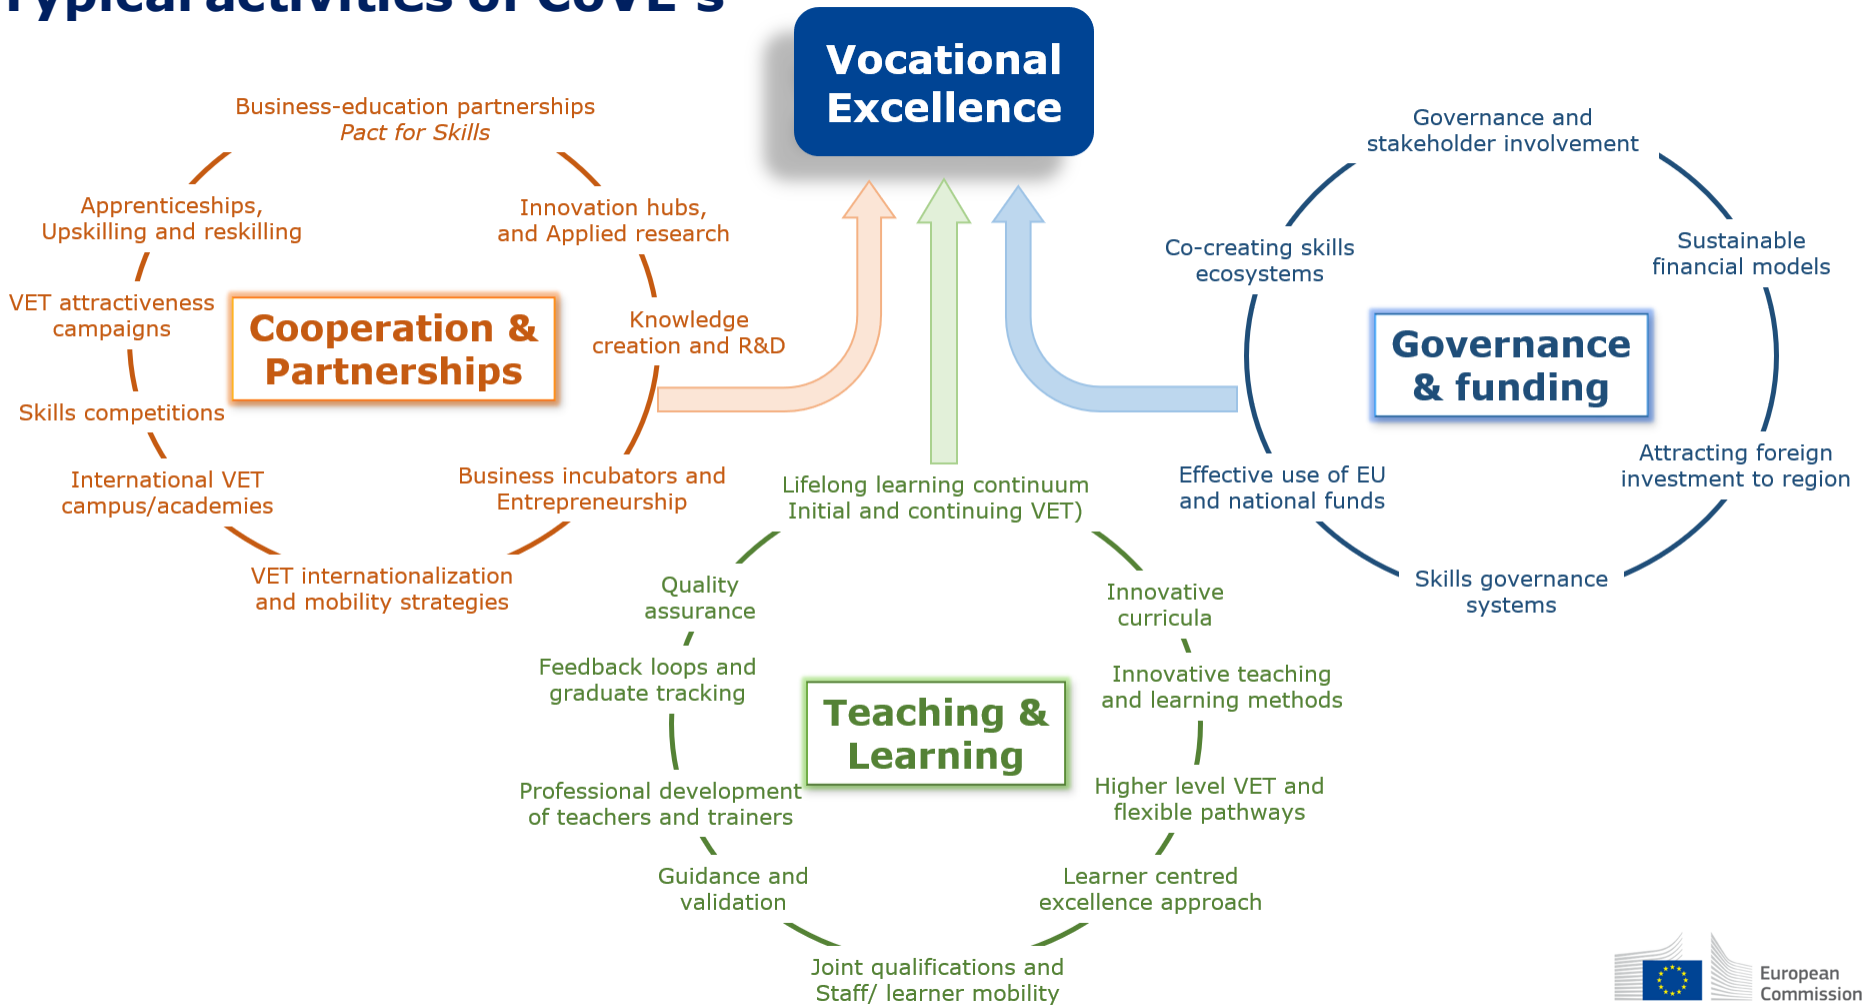 Typical activities of CoVE's
Vocational
Excellence
Business-education partnerships
Pact for Skills
Apprenticeships,
Upskilling and reskilling
Innovation hubs,
and Applied research
VET attractiveness
campaigns
Cooperation &
Partnerships
Knowledge
creation and R&D
Skills competitions
International VET
campus/academies
Business incubators and
Entrepreneurship
VET internationalization
and mobility strategies
Governance and
stakeholder involvement
Co-creating skills
ecosystems
Sustainable
financial models
Governance
& funding
Effective use of EU
and national funds
Attracting foreign
investment to region
Skills governance
systems
Lifelong learning continuum
Initial and continuing VET)
Quality
assurance
Innovative
curricula
Feedback loops and
graduate tracking
Innovative teaching
and learning methods
Teaching &
Learning
Professional development
of teachers and trainers
Higher level VET and
flexible pathways
Guidance and
validation
Learner centred
excellence approach
Joint qualifications and
Staff/ learner mobility
European
Commission